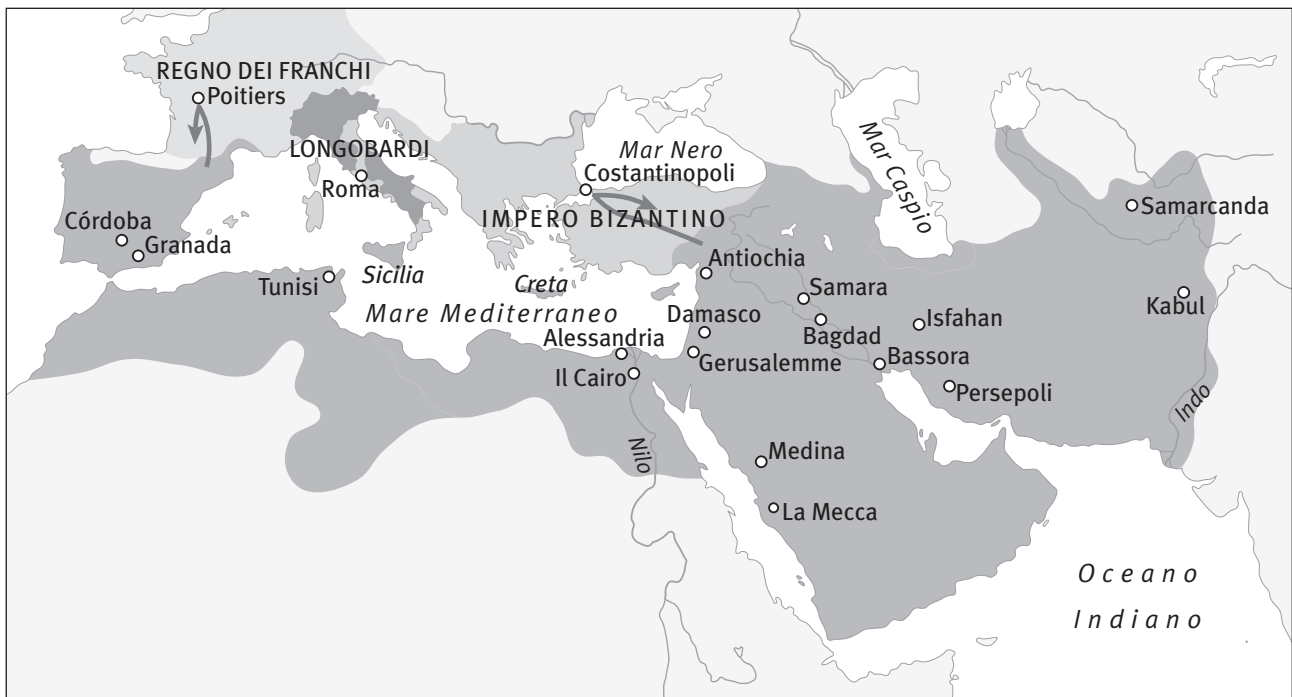 REGNO DEI FRANCHI
Poitiers
LONGOBARDI
Roma
Mar Nero
Costantinopoli
IMPERO BIZANTINO
Mar Caspio
Samarcanda
Córdoba
Granada
Tunisi
Sicilia
Creta
Antiochia
Mare Mediterraneo
Damasco
Samara
Bagdad
Isfahan
Kabul
Alessandria
Gerusalemme
Bassora
Il Cairo
Persepoli
Indo
Nilo
Medina
La Mecca
Oceano
Indiano